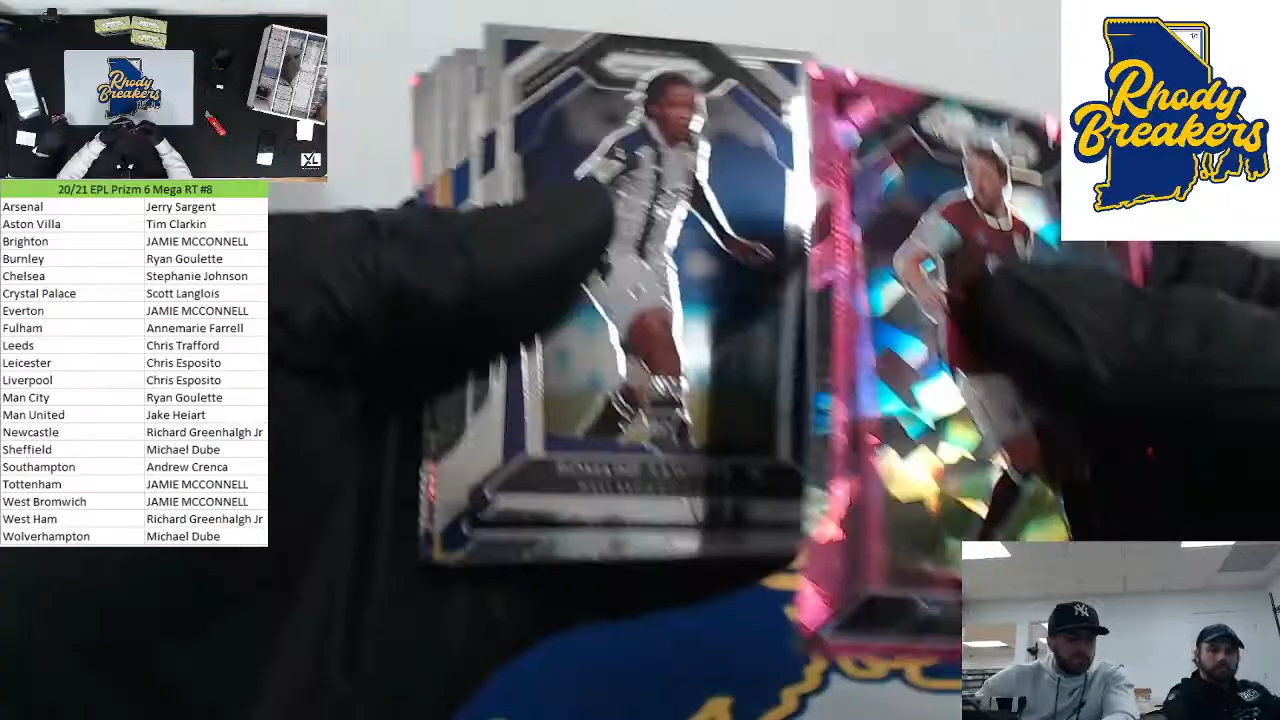 Rhody
Breakers
XL
20/21 EPL Prizm 6 Mega RT #8
Arsenal Jerry Sargent
Aston Villa Tim Clarkin
Brighton JAMIE MCCONNELL
Burnley Ryan Goulette
Chelsea Stephanie Johnson
Crystal Palace Scott Langlois
Everton JAMIE MCCONNELL
Fulham Annemarie Farrell
Leeds Chris Trafford
Leicester Chris Esposito
Liverpool Chris Esposito
Man City Ryan Goulette
Man United Jake Heiart
Newcastle Richard Greenhalgh Jr
Sheffield Michael Dube
Southampton Andrew Crenca
Tottenham JAMIE MCCONNELL
West Bromwich JAMIE MCCONNELL
West Ham Richard Greenhalgh Jr
Wolverhampton Michael Dube
1/1
Rhody
Breakers